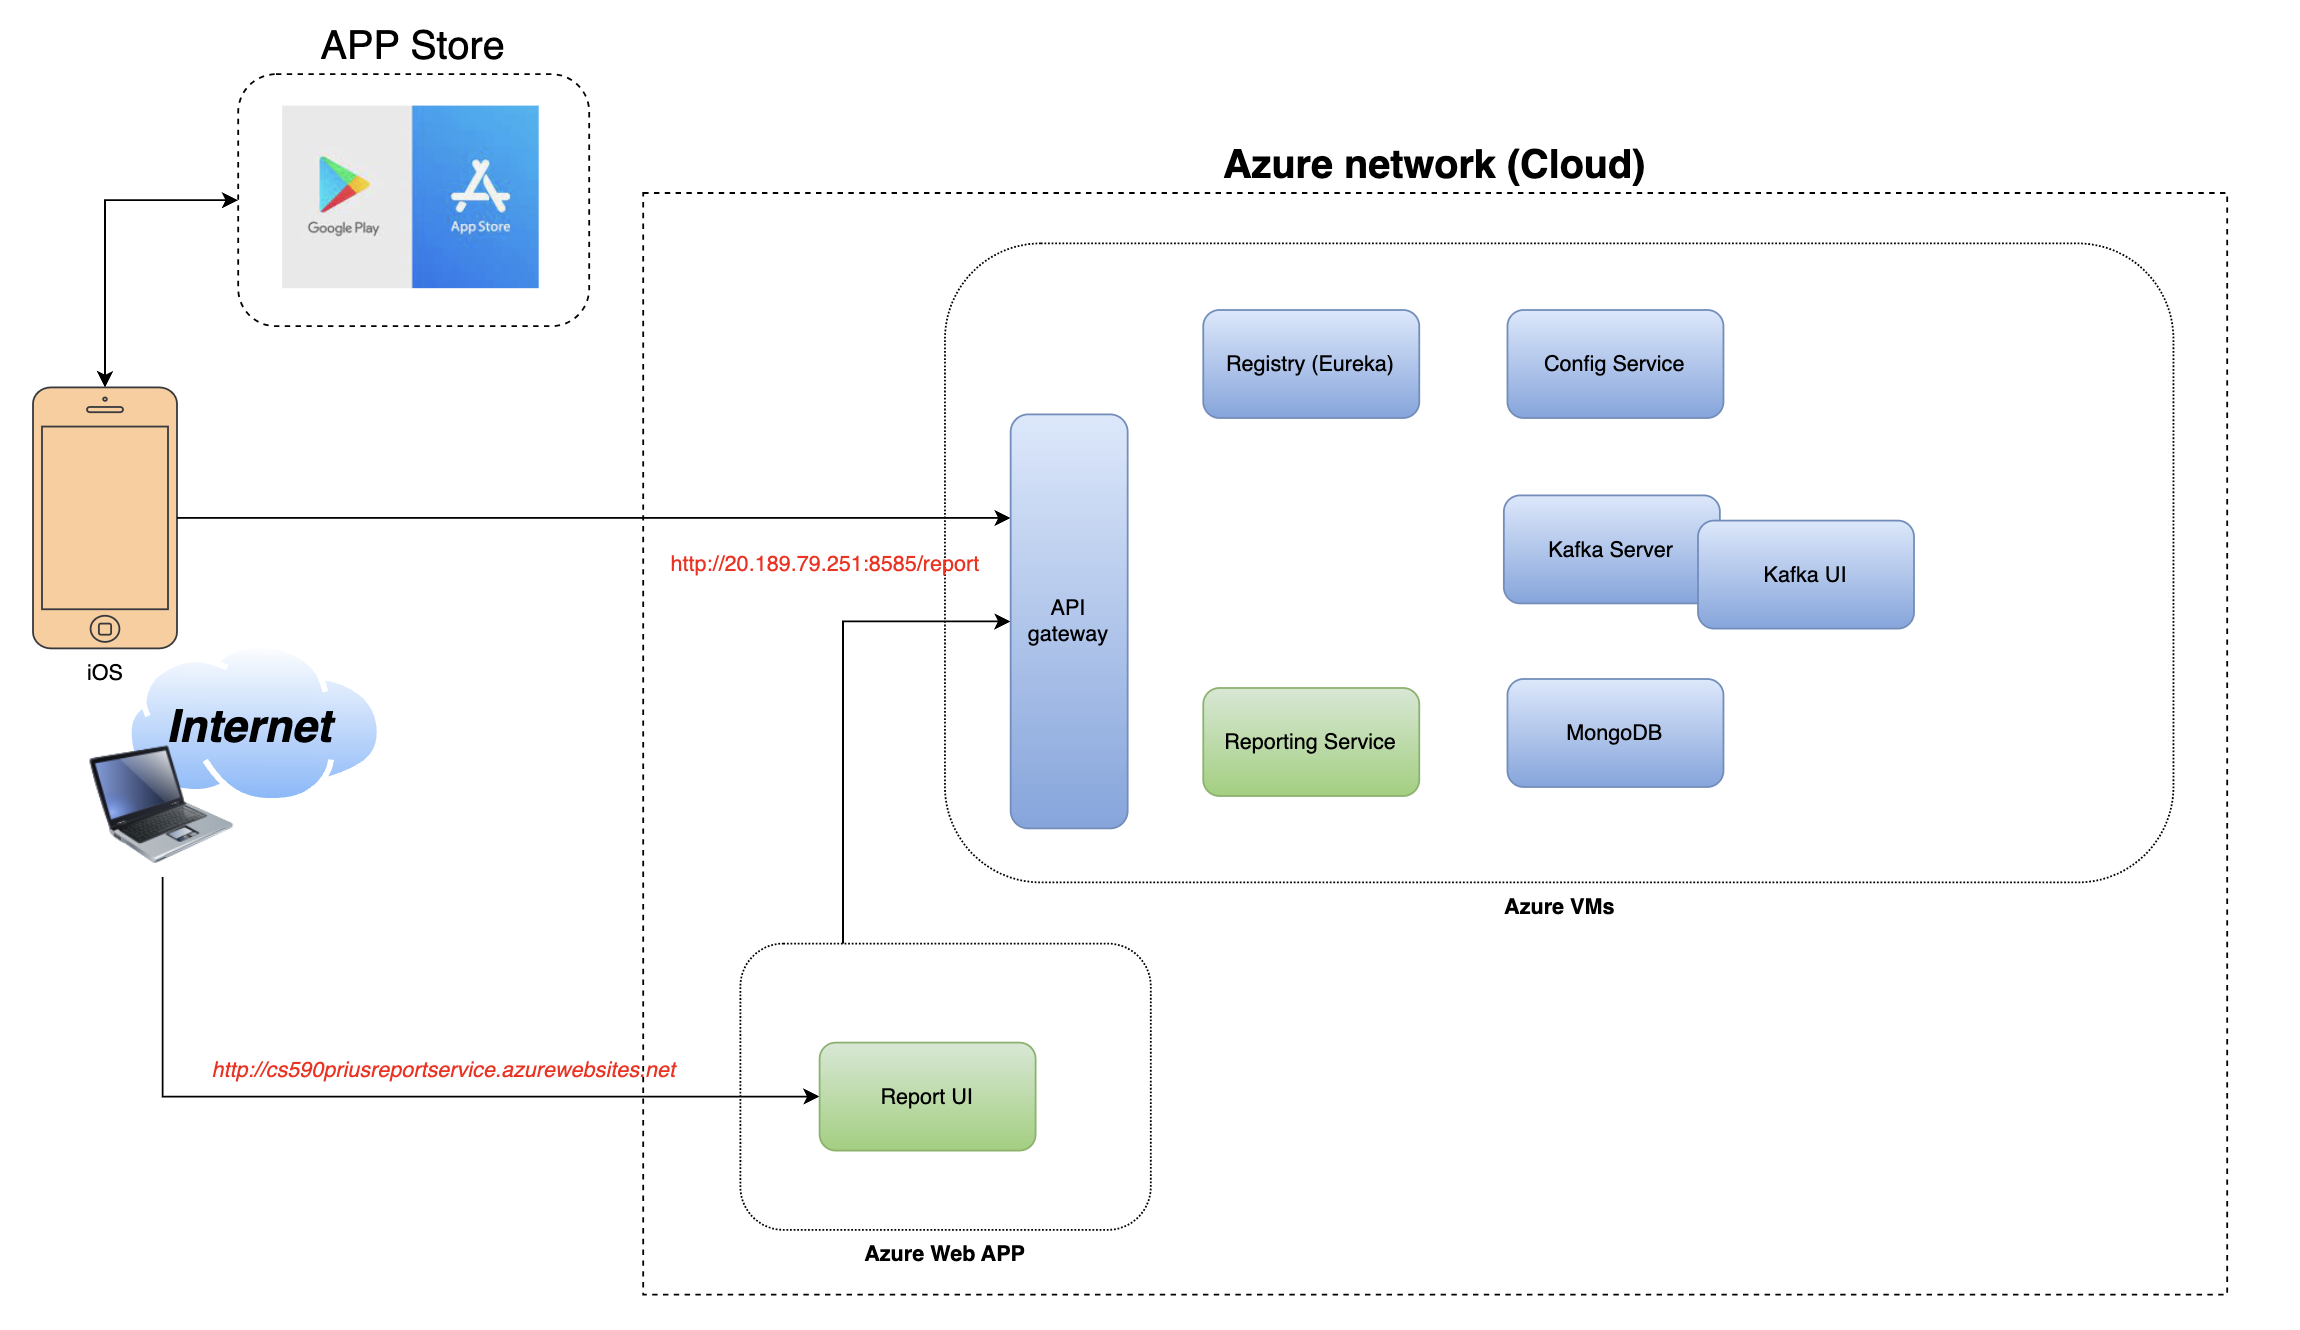 APP Store
Google Play
App Store
Azure network (Cloud)
Registry (Eureka)
Config Service
Kafka Server
Kafka UI
http://20.189.79.251:8585/report
API
gateway
iOS
Internet
Reporting Service
MongoDB
Azure VMs
http://cs590priusreportservice.azurewebsites.net
Report UI
Azure Web APP